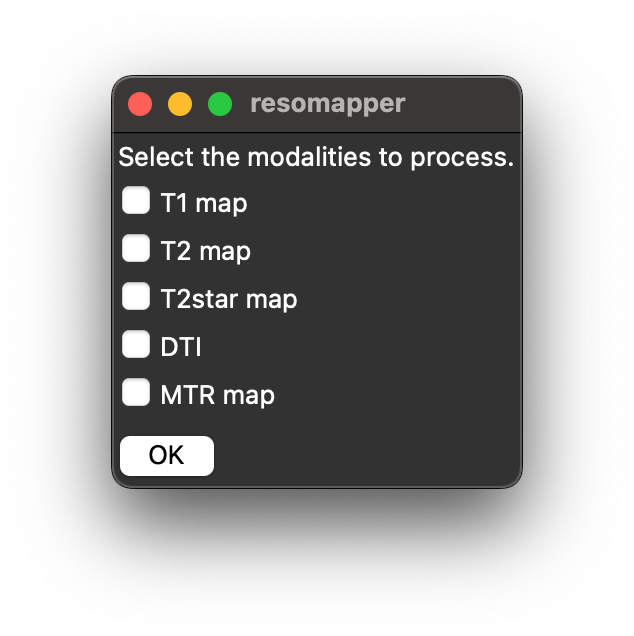 resomapper
Select the modalities to process.
T1 map
T2 map
T2star map
DTI
MTR map
OK